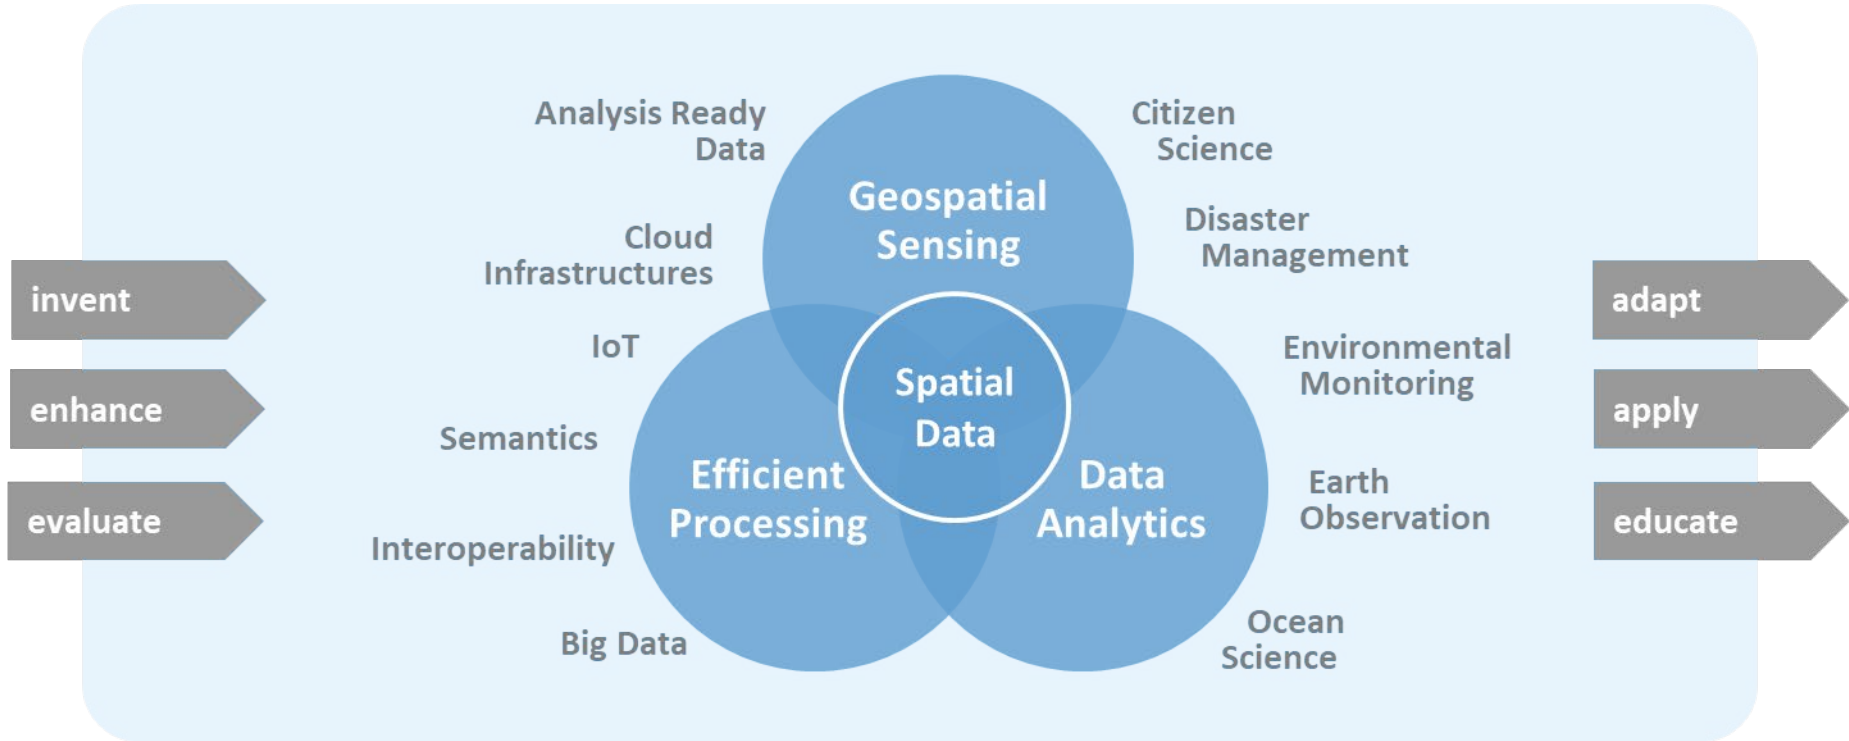 invent
enhance
evaluate
Analysis Ready
Data
Cloud
Infrastructures
IoT
Semantics
Interoperability
Big Data
Geospatial
Sensing
Spatial
Data
Efficient
Processing
Data
Analytics
Citizen
Science
Disaster
Management
Environmental
Monitoring
Earth
Observation
Ocean
Science
adapt
apply
educate